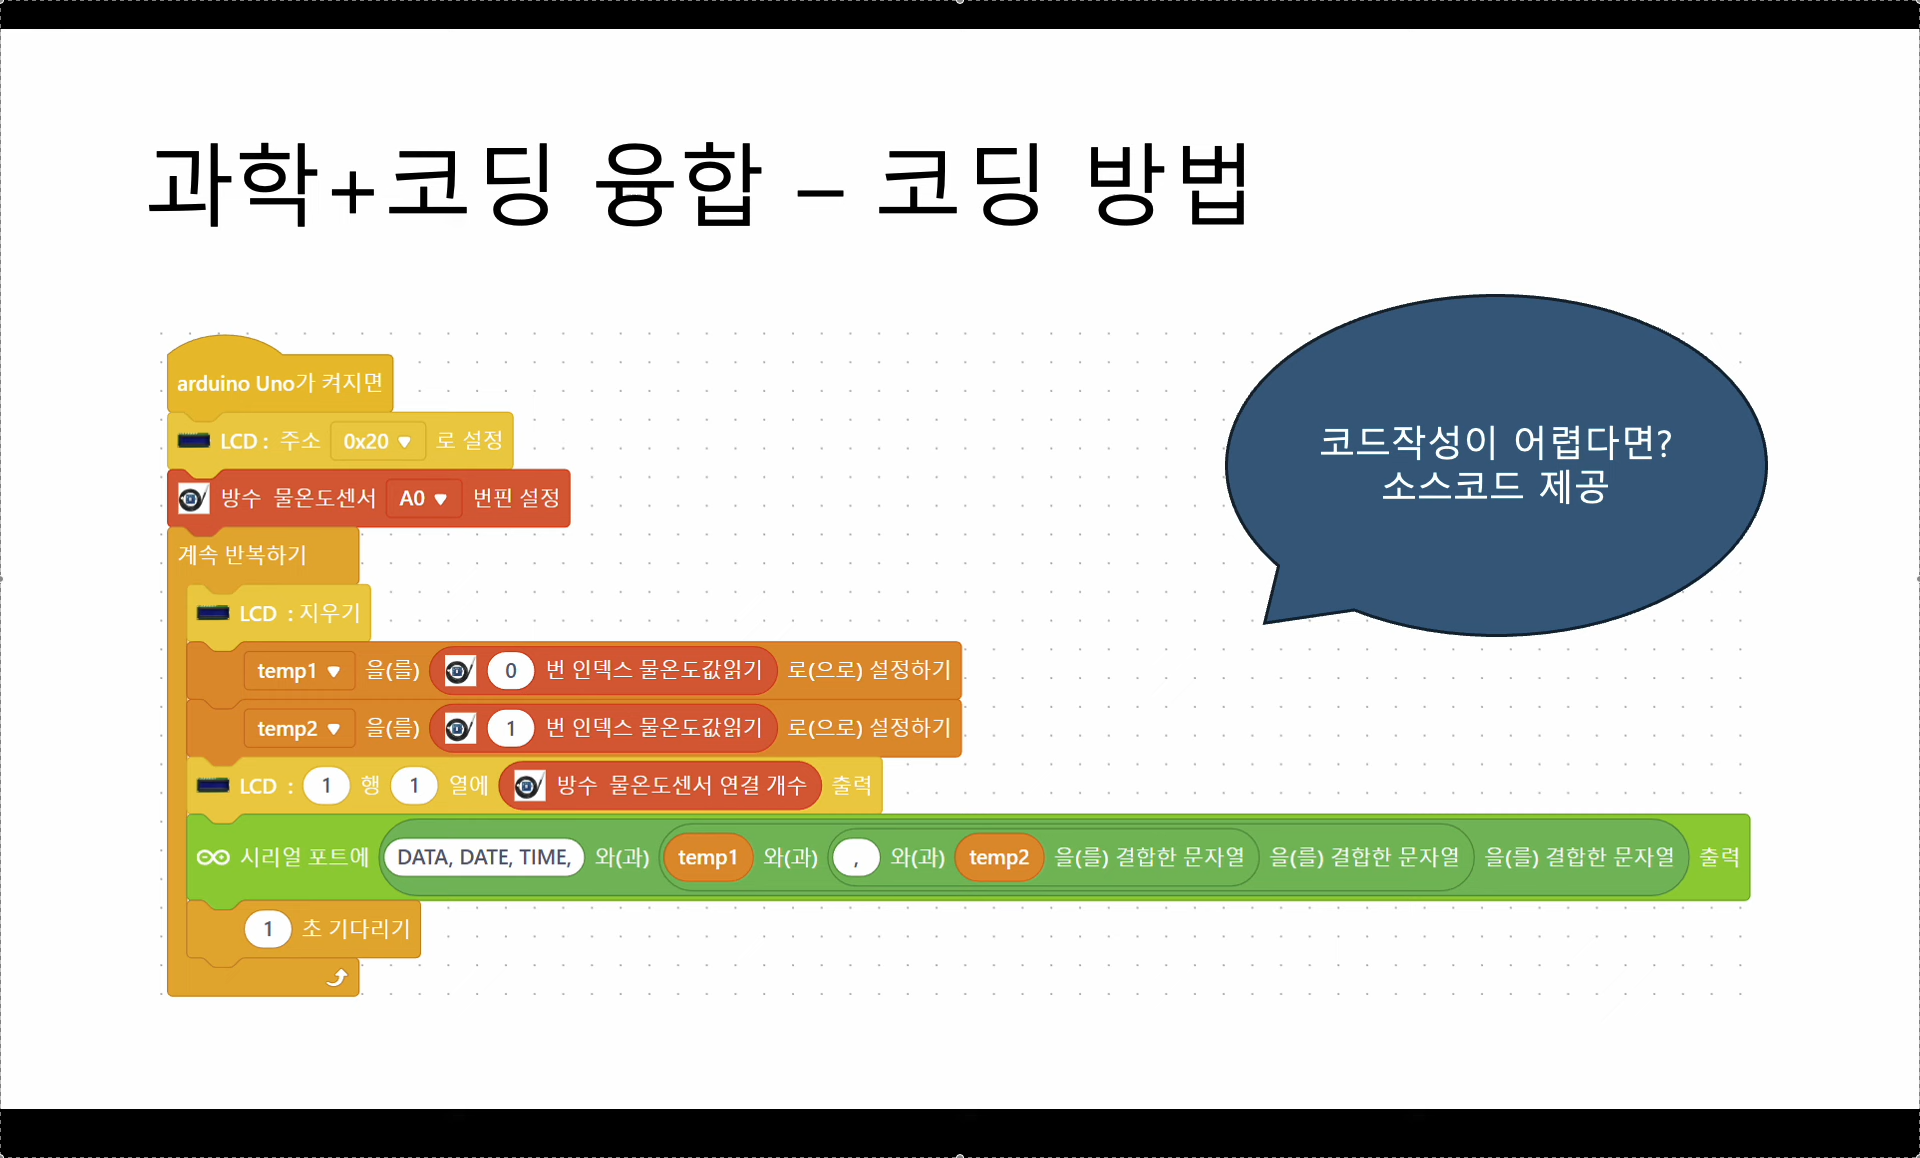 과학+코딩 융합 – 코딩 방법
코드작성이 어렵다면?
소스코드 제공
arduino Uno가 켜지면
LCD : 주소 0x20 로 설정
방수 물온도센서 A0 번핀 설정
계속 반복하기
LCD : 지우기
temp1 을(를) 0 번 인덱스 물온도값읽기 로(으로) 설정하기
temp2 을(를) 1 번 인덱스 물온도값읽기 로(으로) 설정하기
LCD : 1 행 1 열에 방수 물온도센서 연결 개수 출력
시리얼 포트에 DATA, DATE, TIME, 와(과) temp1 와(과) , 와(과) temp2 을(를) 결합한 문자열 을(를) 결합한 문자열 을(를) 결합한 문자열 출력
1 초 기다리기